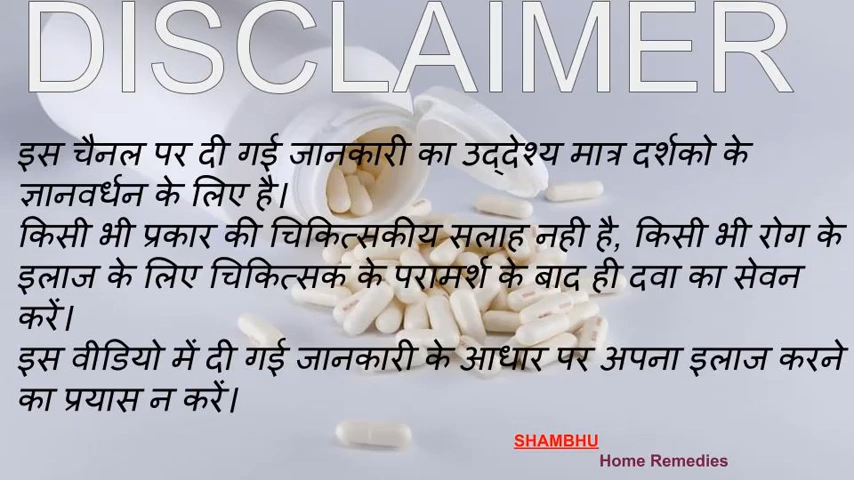 DISCLAIMER
इस चैनल पर दी गई जानकारी का उद्देश्य मात्र दर्शको के
ज्ञानवर्धन के लिए है।
किसी भी प्रकार की चिकित्सकीय सलाह नही है, किसी भी रोग के
इलाज के लिए चिकित्सक के परामर्श के बाद ही दवा का सेवन
करें।
इस वीडियो में दी गई जानकारी के आधार पर अपना इलाज करने
का प्रयास न करें।
SHAMBHU
Home Remedies